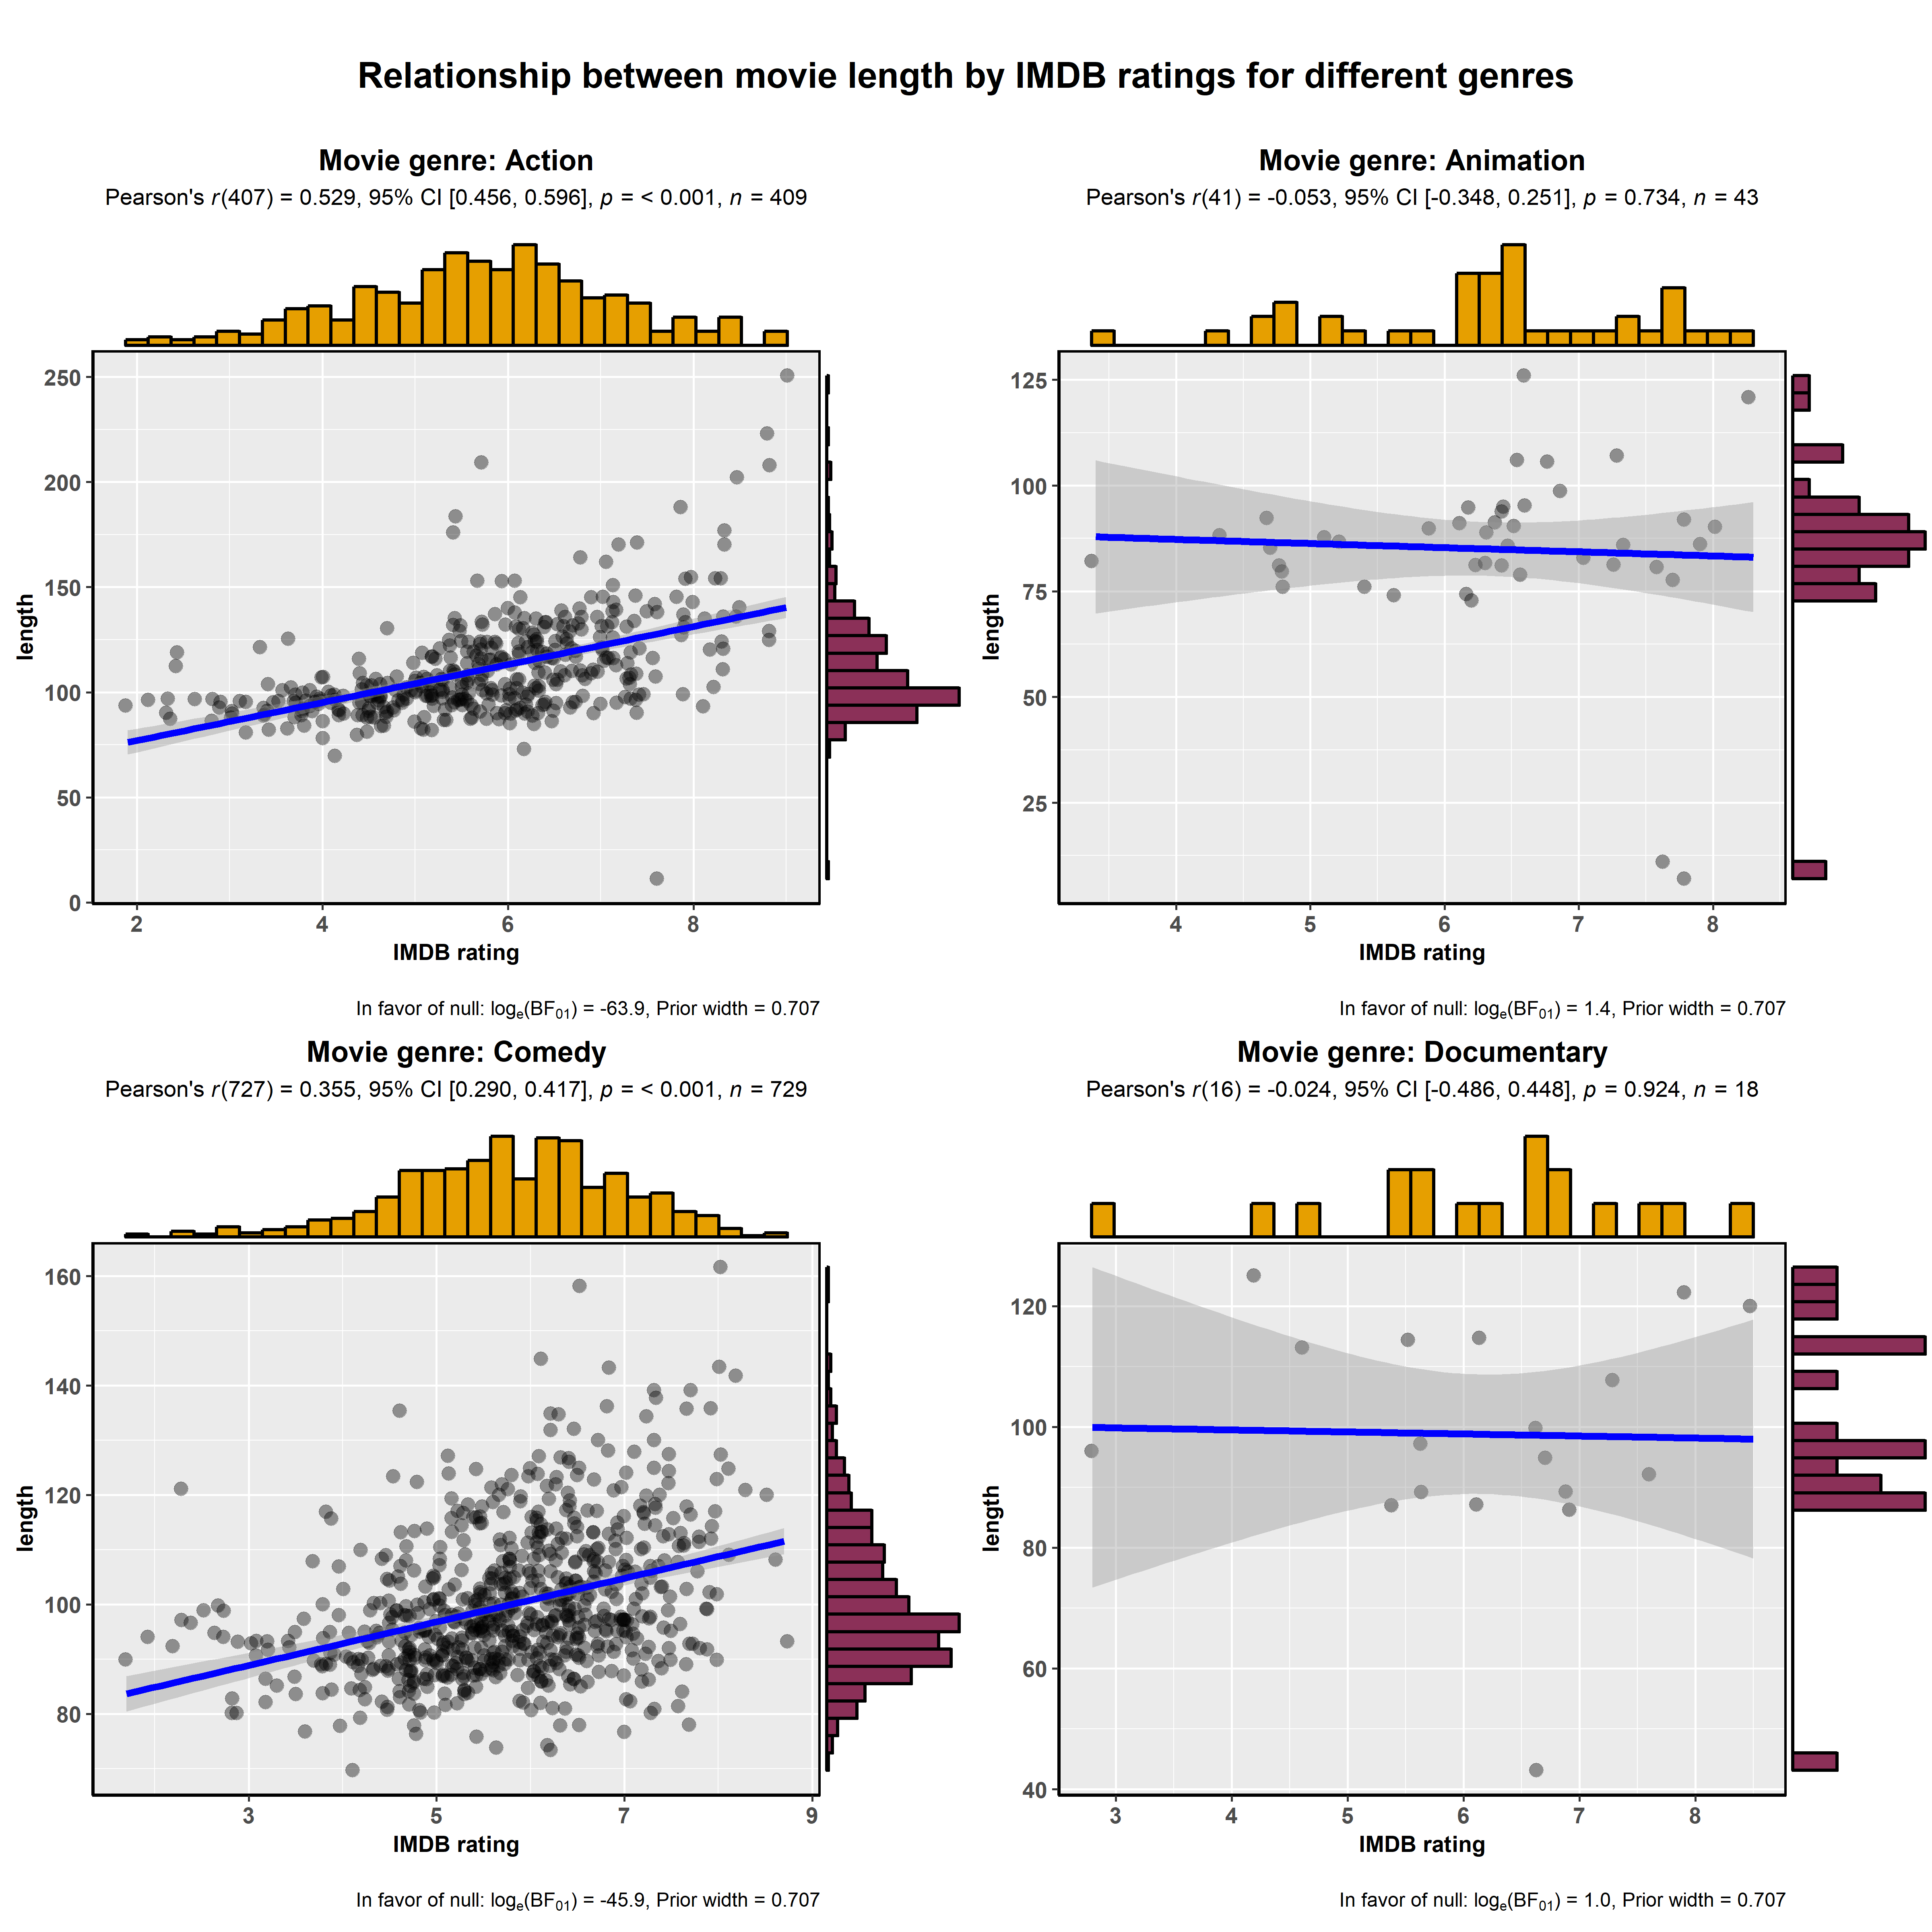 Relationship between movie length by IMDB ratings for different genres
Movie genre: Action
Pearson's r(407) = 0.529, 95% CI [0.456, 0.596], p = < 0.001, n = 409
250
200
150
100
50
0
length
2 4 6 8
IMDB rating
In favor of null: logₑ(BF₀₁) = -63.9, Prior width = 0.707
Movie genre: Animation
Pearson's r(41) = -0.053, 95% CI [-0.348, 0.251], p = 0.734, n = 43
125
100
75
50
25
length
4 5 6 7 8
IMDB rating
In favor of null: logₑ(BF₀₁) = 1.4, Prior width = 0.707
Movie genre: Comedy
Pearson's r(727) = 0.355, 95% CI [0.290, 0.417], p = < 0.001, n = 729
160
140
120
100
80
length
3 5 7 9
IMDB rating
In favor of null: logₑ(BF₀₁) = -45.9, Prior width = 0.707
Movie genre: Documentary
Pearson's r(16) = -0.024, 95% CI [-0.486, 0.448], p = 0.924, n = 18
120
100
80
60
40
length
3 4 5 6 7 8
IMDB rating
In favor of null: logₑ(BF₀₁) = 1.0, Prior width = 0.707